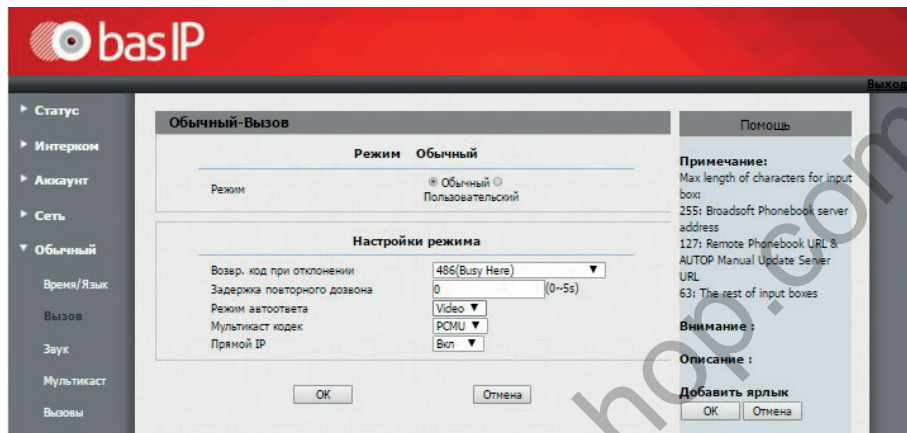 bas IP
Выход
Статус
Интерком
Аккаунт
Сеть
Обычный
Время/Язык
Вызов
Звук
Мультикаст
Вызовы
Обычный-Вызов
Режим Обычный
Режим
Обычный
Пользовательский
Настройки режима
Возвр. код при отклонении 486(Busy Here)
Задержка повторного дозвона 0 (0~5s)
Режим автоответа Video
Мультикаст кодек PCMU
Прямой IP Вкл
OK Отмена
Помощь
Примечание:
Max length of characters for input
box:
255: Broadsoft Phonebook server
address
127: Remote Phonebook URL &
AUTOP Manual Update Server
URL
63: The rest of input boxes
Внимание :
Описание :
Добавить ярлык
OK Отмена
hop.com